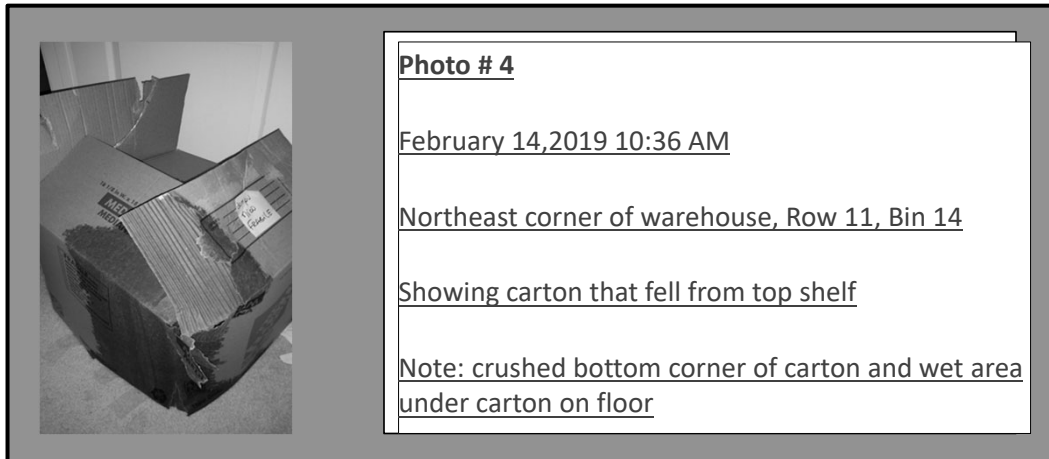 Photo # 4
February 14,2019 10:36 AM
Northeast corner of warehouse, Row 11, Bin 14
Showing carton that fell from top shelf
Note: crushed bottom corner of carton and wet area
under carton on floor